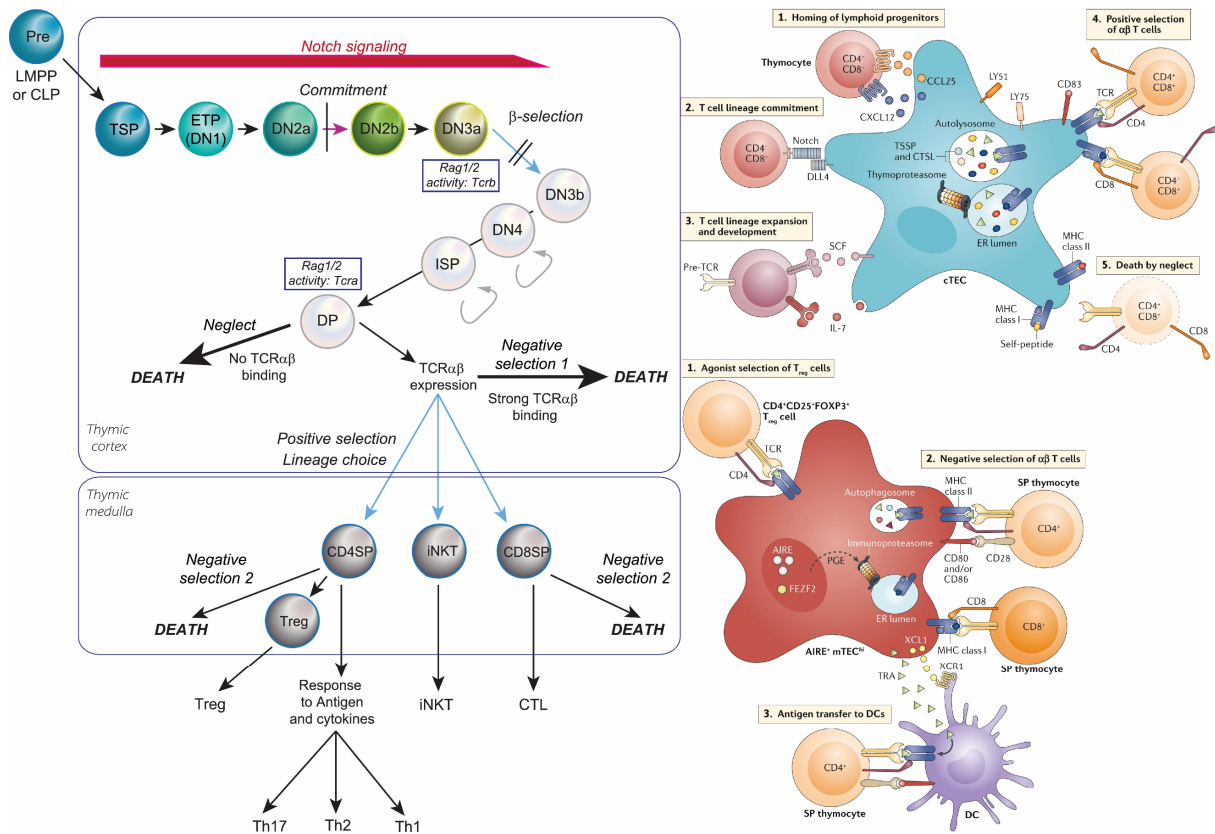 Pre
LMPP
or CLP
Notch signaling
Commitment
TSP
ETP
(DN1)
DN2a
DN2b
DN3a
β-selection
Rag1/2
activity: Tcrb
DN3b
DN4
ISP
Rag1/2
activity: Tcra
DP
Neglect
No TCRαβ
binding
DEATH
TCRαβ
expression
Negative
selection 1
Strong TCRαβ
binding
DEATH
Positive selection
Lineage choice
Thymic
cortex
Thymic
medulla
CD4SP
iNKT
CD8SP
Negative
selection 2
DEATH
Treg
Negative
selection 2
DEATH
Treg
Response
to Antigen
and cytokines
iNKT
CTL
Th17
Th2
Th1
1. Homing of lymphoid progenitors
Thymocyte
CD4⁻
CD8⁻
CCL25
CXCL12
LY51
LY75
CD83
2. T cell lineage commitment
CD4⁻
CD8⁻
Notch
DLL4
Autolysosome
TSSP
and CTSL
Thymoproteasome
ER lumen
cTEC
3. T cell lineage expansion
and development
Pre-TCR
SCF
IL-7
4. Positive selection
of αβ T cells
TCR
CD4
CD4⁺
CD8⁺
CD8
CD4⁺
CD8⁺
MHC
class II
MHC
class I
Self-peptide
5. Death by neglect
CD4⁺
CD8⁺
CD4
CD8
1. Agonist selection of Treg cells
CD4⁺CD25⁺FOXP3⁺
Treg cell
TCR
CD4
Autophagosome
Immunoproteasome
AIRE
FEZF2
PGE
ER lumen
AIRE⁺ mTEChi
2. Negative selection of αβ T cells
MHC
class II
SP thymocyte
CD4⁺
CD80
and/or
CD86
CD28
CD8
CD8⁺
MHC class I
SP thymocyte
XCL1
XCR1
TRA
3. Antigen transfer to DCs
CD4⁺
SP thymocyte
DC